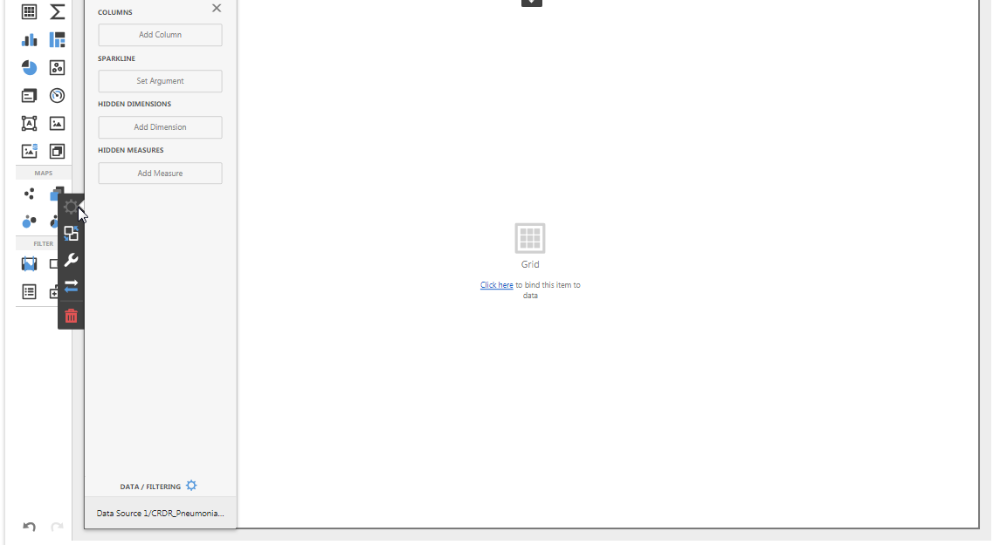 COLUMNS
Add Column
SPARKLINE
Set Argument
HIDDEN DIMENSIONS
Add Dimension
HIDDEN MEASURES
Add Measure
MAPS
FILTER
Grid
Click here to bind this item to
data
DATA / FILTERING
Data Source 1/CRDR_Pneumonia...